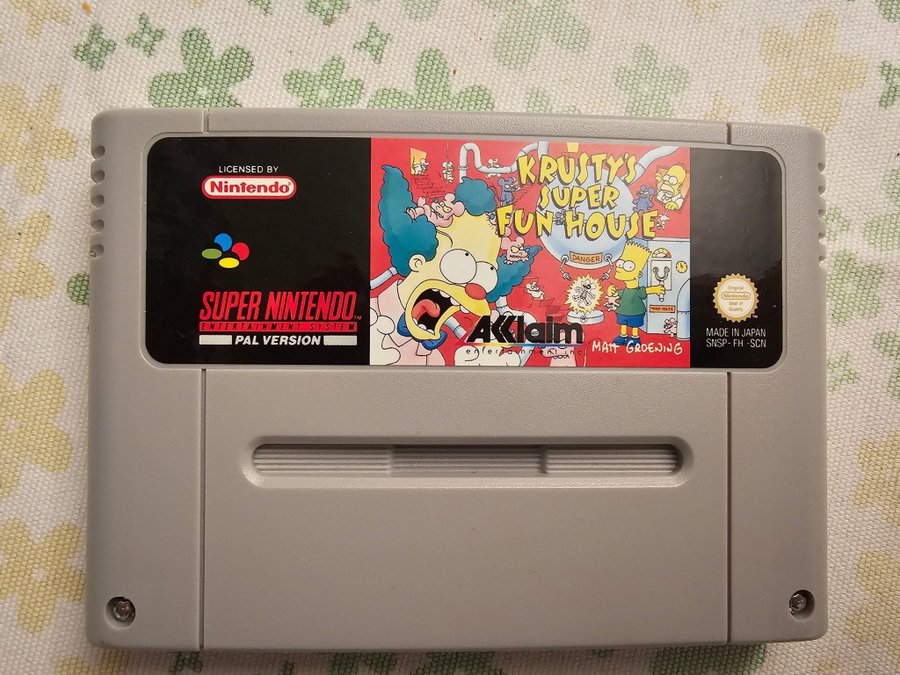 LICENSED BY
Nintendo
SUPER NINTENDO
ENTERTAINMENT SYSTEM
PAL VERSION
KRUSTY'S
SUPER
FUN HOUSE
DANGER
AKKlaim
entertainment inc.
MATT GROENING
Original
Nintendo
Seal of
Quality
MADE IN JAPAN
SNSP- FH -SCN